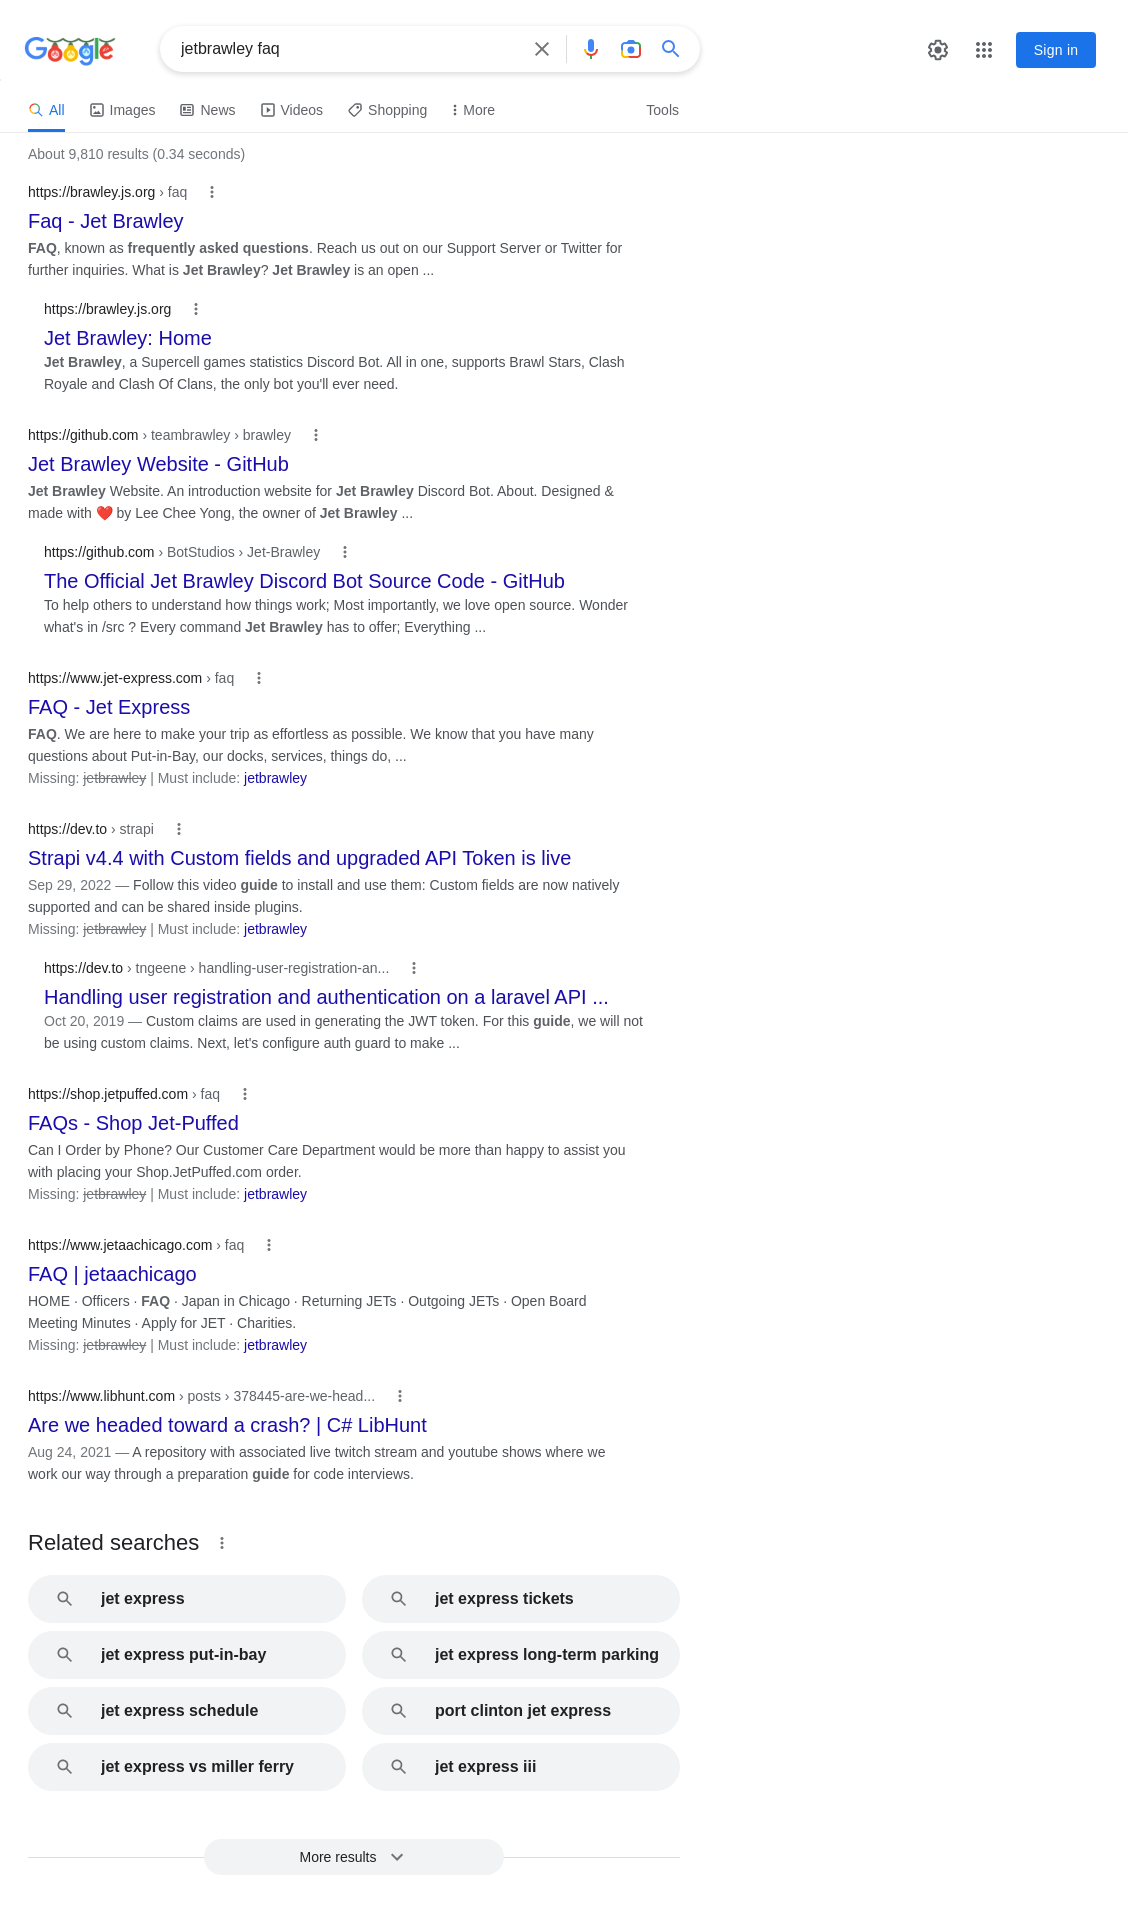 Google
jetbrawley faq
Sign in
All Images News Videos Shopping More Tools
About 9,810 results (0.34 seconds)
https://brawley.js.org › faq
Faq - Jet Brawley
FAQ, known as frequently asked questions. Reach us out on our Support Server or Twitter for
further inquiries. What is Jet Brawley? Jet Brawley is an open ...
https://brawley.js.org
Jet Brawley: Home
Jet Brawley, a Supercell games statistics Discord Bot. All in one, supports Brawl Stars, Clash
Royale and Clash Of Clans, the only bot you'll ever need.
https://github.com › teambrawley › brawley
Jet Brawley Website - GitHub
Jet Brawley Website. An introduction website for Jet Brawley Discord Bot. About. Designed &
made with ❤️ by Lee Chee Yong, the owner of Jet Brawley ...
https://github.com › BotStudios › Jet-Brawley
The Official Jet Brawley Discord Bot Source Code - GitHub
To help others to understand how things work; Most importantly, we love open source. Wonder
what's in /src ? Every command Jet Brawley has to offer; Everything ...
https://www.jet-express.com › faq
FAQ - Jet Express
FAQ. We are here to make your trip as effortless as possible. We know that you have many
questions about Put-in-Bay, our docks, services, things do, ...
Missing: jetbrawley | Must include: jetbrawley
https://dev.to › strapi
Strapi v4.4 with Custom fields and upgraded API Token is live
Sep 29, 2022 — Follow this video guide to install and use them: Custom fields are now natively
supported and can be shared inside plugins.
Missing: jetbrawley | Must include: jetbrawley
https://dev.to › tngeene › handling-user-registration-an...
Handling user registration and authentication on a laravel API ...
Oct 20, 2019 — Custom claims are used in generating the JWT token. For this guide, we will not
be using custom claims. Next, let's configure auth guard to make ...
https://shop.jetpuffed.com › faq
FAQs - Shop Jet-Puffed
Can I Order by Phone? Our Customer Care Department would be more than happy to assist you
with placing your Shop.JetPuffed.com order.
Missing: jetbrawley | Must include: jetbrawley
https://www.jetaachicago.com › faq
FAQ | jetaachicago
HOME · Officers · FAQ · Japan in Chicago · Returning JETs · Outgoing JETs · Open Board
Meeting Minutes · Apply for JET · Charities.
Missing: jetbrawley | Must include: jetbrawley
https://www.libhunt.com › posts › 378445-are-we-head...
Are we headed toward a crash? | C# LibHunt
Aug 24, 2021 — A repository with associated live twitch stream and youtube shows where we
work our way through a preparation guide for code interviews.
Related searches
jet express
jet express tickets
jet express put-in-bay
jet express long-term parking
jet express schedule
port clinton jet express
jet express vs miller ferry
jet express iii
More results